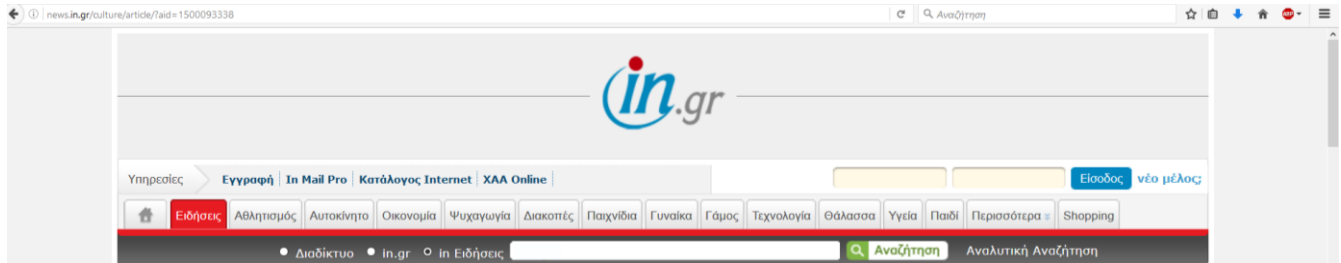 news.in.gr/culture/article/?aid=1500093338 Αναζήτηση ABP
in.gr
Υπηρεσίες Εγγραφή In Mail Pro Κατάλογος Internet ΧΑΑ Online Είσοδος νέο μέλος;
Ειδήσεις Αθλητισμός Αυτοκίνητο Οικονομία Ψυχαγωγία Διακοπές Παιχνίδια Γυναίκα Γάμος Τεχνολογία Θάλασσα Υγεία Παιδί Περισσότερα Shopping
Διαδίκτυο in.gr in Ειδήσεις Αναζήτηση Αναλυτική Αναζήτηση